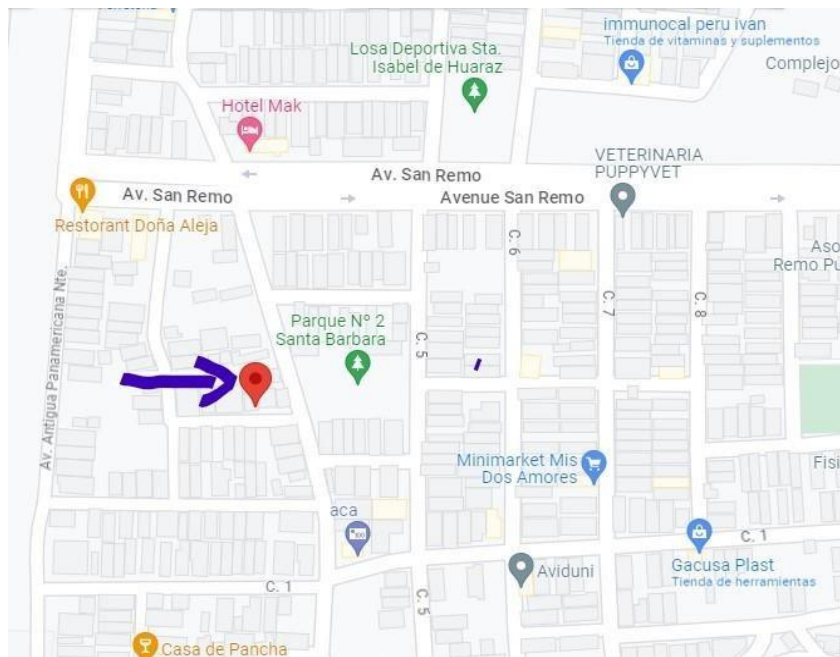 immunocal peru ivan
Tienda de vitaminas y suplementos
Losa Deportiva Sta.
Isabel de Huaraz
Complejo
Hotel Mak
VETERINARIA
PUPPYVET
Av. San Remo
Av. San Remo
Avenue San Remo
Restorant Doña Aleja
C. 6
Aso
Remo Pu
Av. Antigua Panamericana Nte.
C. 7
C. 8
Parque Nº 2
Santa Barbara
C. 5
Minimarket Mis
Dos Amores
Fisi
aca
C. 1
Gacusa Plast
Tienda de herramientas
Aviduni
C. 1
C. 5
Casa de Pancha